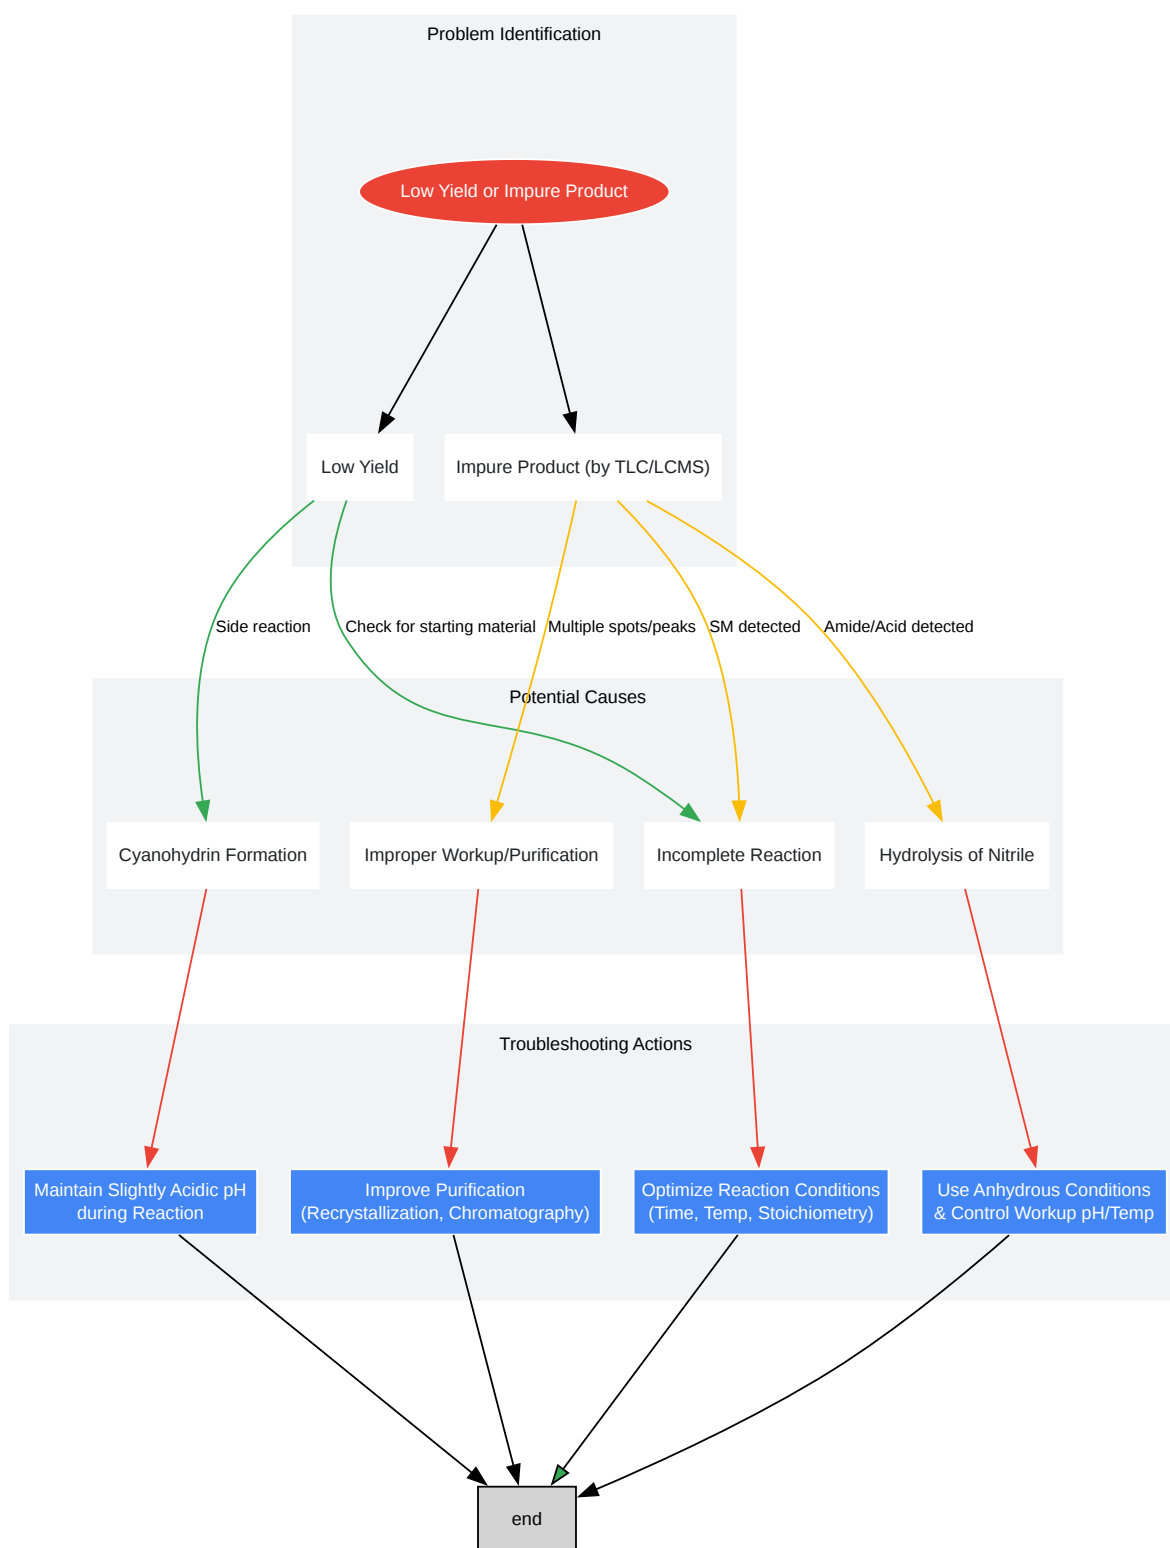 Problem Identification
Low Yield or Impure Product
Low Yield
Impure Product (by TLC/LCMS)
Side reaction
Check for starting material
Multiple spots/peaks
SM detected
Amide/Acid detected
Potential Causes
Cyanohydrin Formation
Improper Workup/Purification
Incomplete Reaction
Hydrolysis of Nitrile
Troubleshooting Actions
Maintain Slightly Acidic pH
during Reaction
Improve Purification
(Recrystallization, Chromatography)
Optimize Reaction Conditions
(Time, Temp, Stoichiometry)
Use Anhydrous Conditions
& Control Workup pH/Temp
end